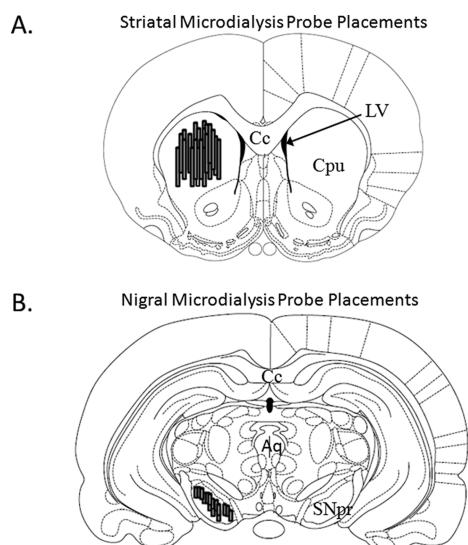 A.
Striatal Microdialysis Probe Placements
LV
Cc
Cpu
B.
Nigral Microdialysis Probe Placements
Cc
Aq
SNpr